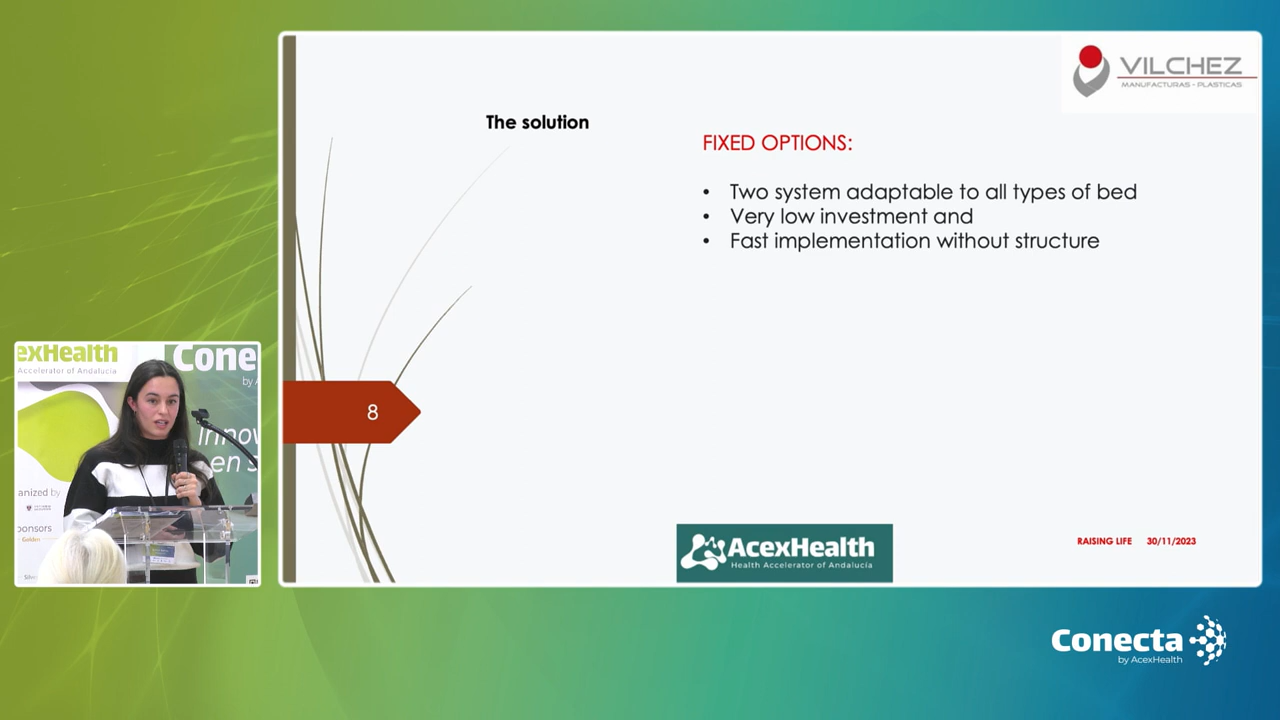 VILCHEZ
MANUFACTURAS - PLASTICAS
The solution
FIXED OPTIONS:
• Two system adaptable to all types of bed
• Very low investment and
• Fast implementation without structure
8
AcexHealth
Health Accelerator of Andalucía
RAISING LIFE 30/11/2023
exHealth
Accelerator of Andalucía
Cone
by A
Innov
en s
anized by
ponsors
Golden
Silve
Conecta
by AcexHealth